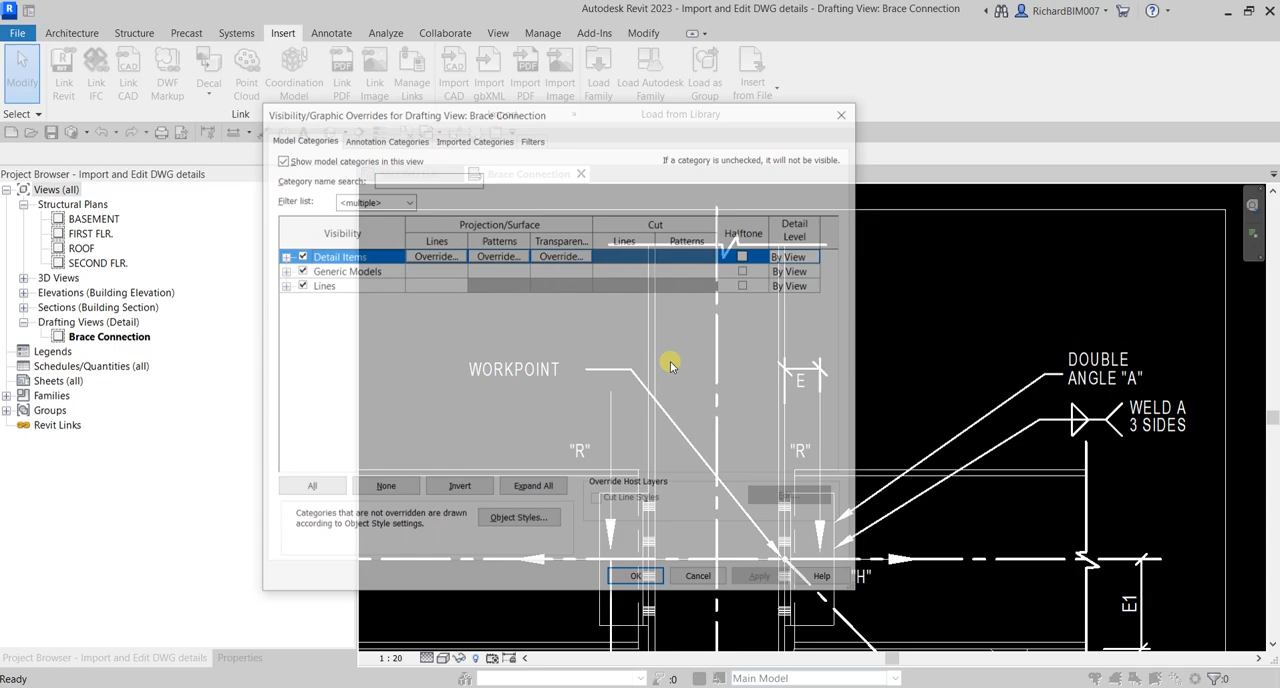 Autodesk Revit 2023 - Import and Edit DWG details - Drafting View: Brace Connection
RichardBIM007
File Architecture Structure Precast Systems Insert Annotate Analyze Collaborate View Manage Add-Ins Modify
Modify
Link Revit
Link IFC
Link CAD
DWF Markup
Decal
Point Cloud
Coordination Model
Link PDF
Link Image
Manage Links
Import CAD
Import gbXML
Import PDF
Import Image
Load Family
Load Autodesk Family
Load as Group
Insert from File
Select
Link
Load from Library
Project Browser - Import and Edit DWG details
Views (all)
Structural Plans
BASEMENT
FIRST FLR.
ROOF
SECOND FLR.
3D Views
Elevations (Building Elevation)
Sections (Building Section)
Drafting Views (Detail)
Brace Connection
Legends
Schedules/Quantities (all)
Sheets (all)
Families
Groups
Revit Links
Visibility/Graphic Overrides for Drafting View: Brace Connection
Model Categories Annotation Categories Imported Categories Filters
Show model categories in this view
If a category is unchecked, it will not be visible.
Category name search:
Brace Connection
Filter list: <multiple>
Visibility Projection/Surface Cut Halftone Detail Level
Lines Patterns Transparen... Lines Patterns
Detail Items Override... Override... Override... By View
Generic Models By View
Lines By View
All None Invert Expand All
Override Host Layers
Cut Line Styles
Categories that are not overridden are drawn according to Object Style settings.
Object Styles...
OK Cancel Apply Help
WORKPOINT
E
"R"
"R"
DOUBLE
ANGLE "A"
WELD A
3 SIDES
"H"
E1
Project Browser - Import and Edit DWG details Properties
1 : 20
Ready
:0
Main Model
:0